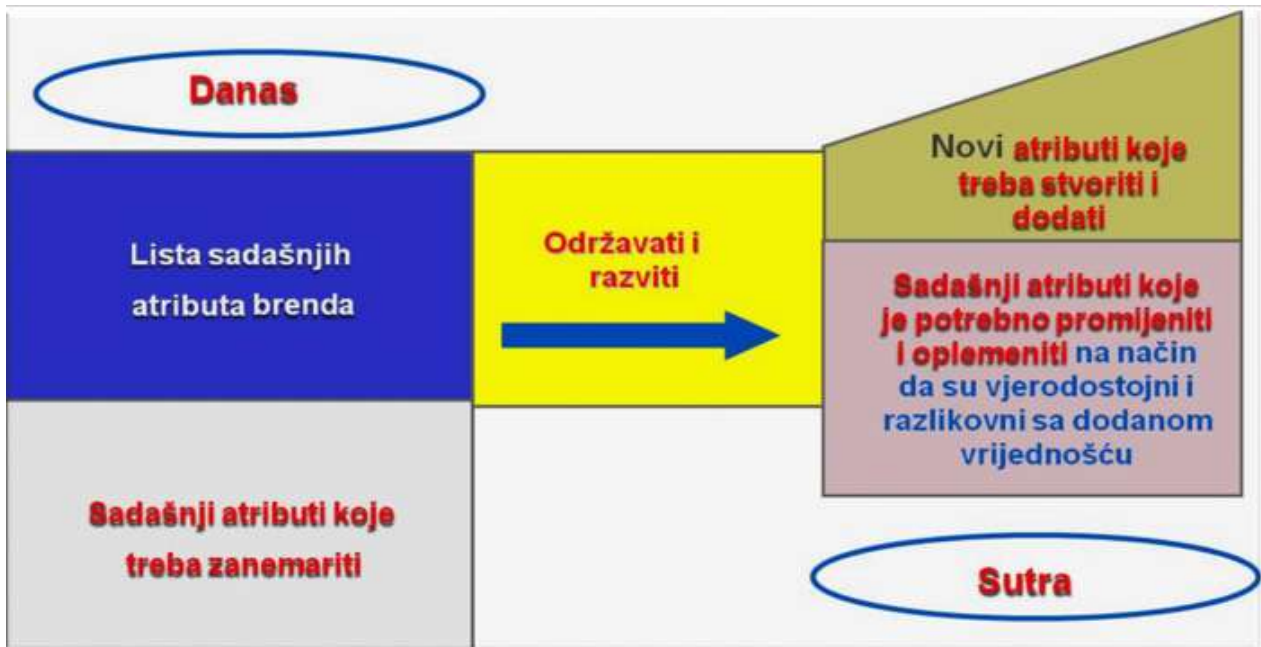 Danas
Lista sadašnjih
atributa brenda
Sadašnji atributi koje
treba zanemariti
Održavati i
razviti
Novi atributi koje
treba stvoriti i
dodati
Sadašnji atributi koje
je potrebno promijeniti
i oplemeniti na način
da su vjerodostojni i
razlikovni sa dodanom
vrijednošću
Sutra